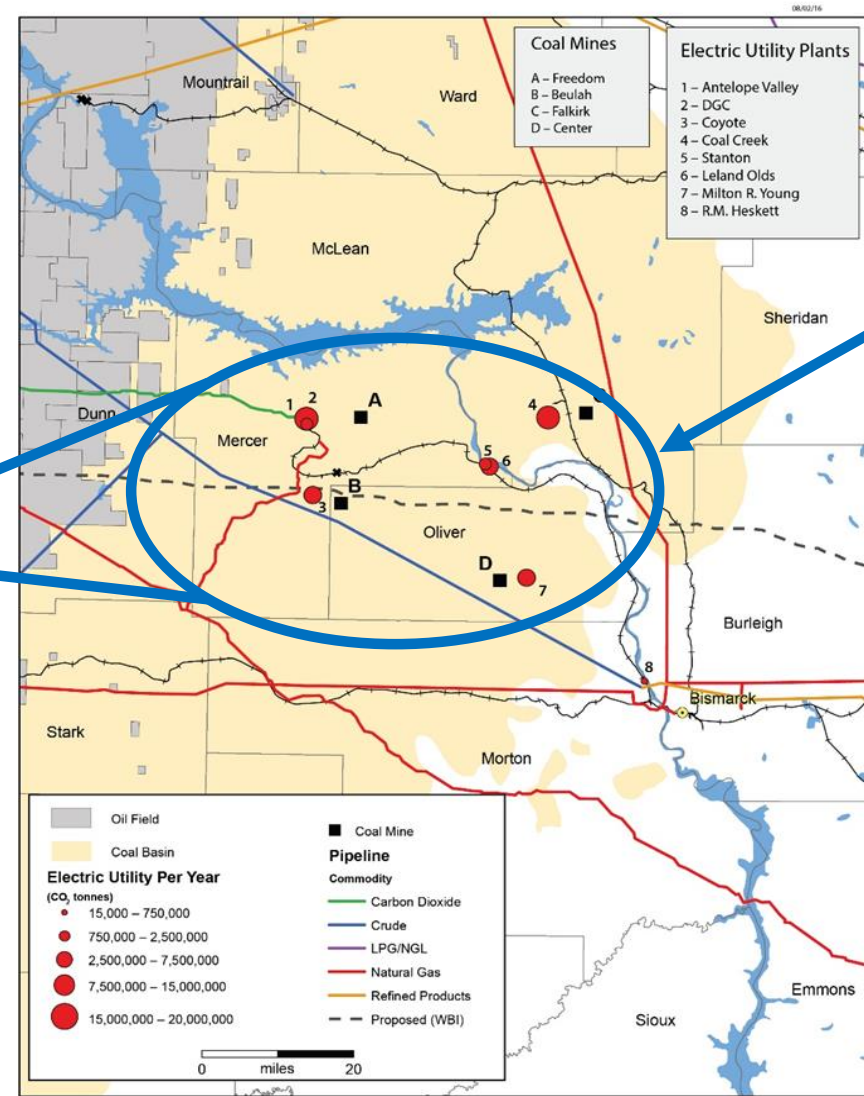 08/02/16
Coal Mines
A – Freedom
B – Beulah
C – Falkirk
D – Center
Electric Utility Plants
1 – Antelope Valley
2 – DGC
3 – Coyote
4 – Coal Creek
5 – Stanton
6 – Leland Olds
7 – Milton R. Young
8 – R.M. Heskett
Mountrail
Ward
McLean
Sheridan
Dunn
Mercer
1
2
A
4
5
6
3
B
Oliver
D
7
Burleigh
8
Bismarck
Stark
Morton
Sioux
Emmons
Oil Field
Coal Basin
Electric Utility Per Year
(CO₂ tonnes)
15,000 – 750,000
750,000 – 2,500,000
2,500,000 – 7,500,000
7,500,000 – 15,000,000
15,000,000 – 20,000,000
Coal Mine
Pipeline
Commodity
Carbon Dioxide
Crude
LPG/NGL
Natural Gas
Refined Products
Proposed (WBI)
0 miles 20